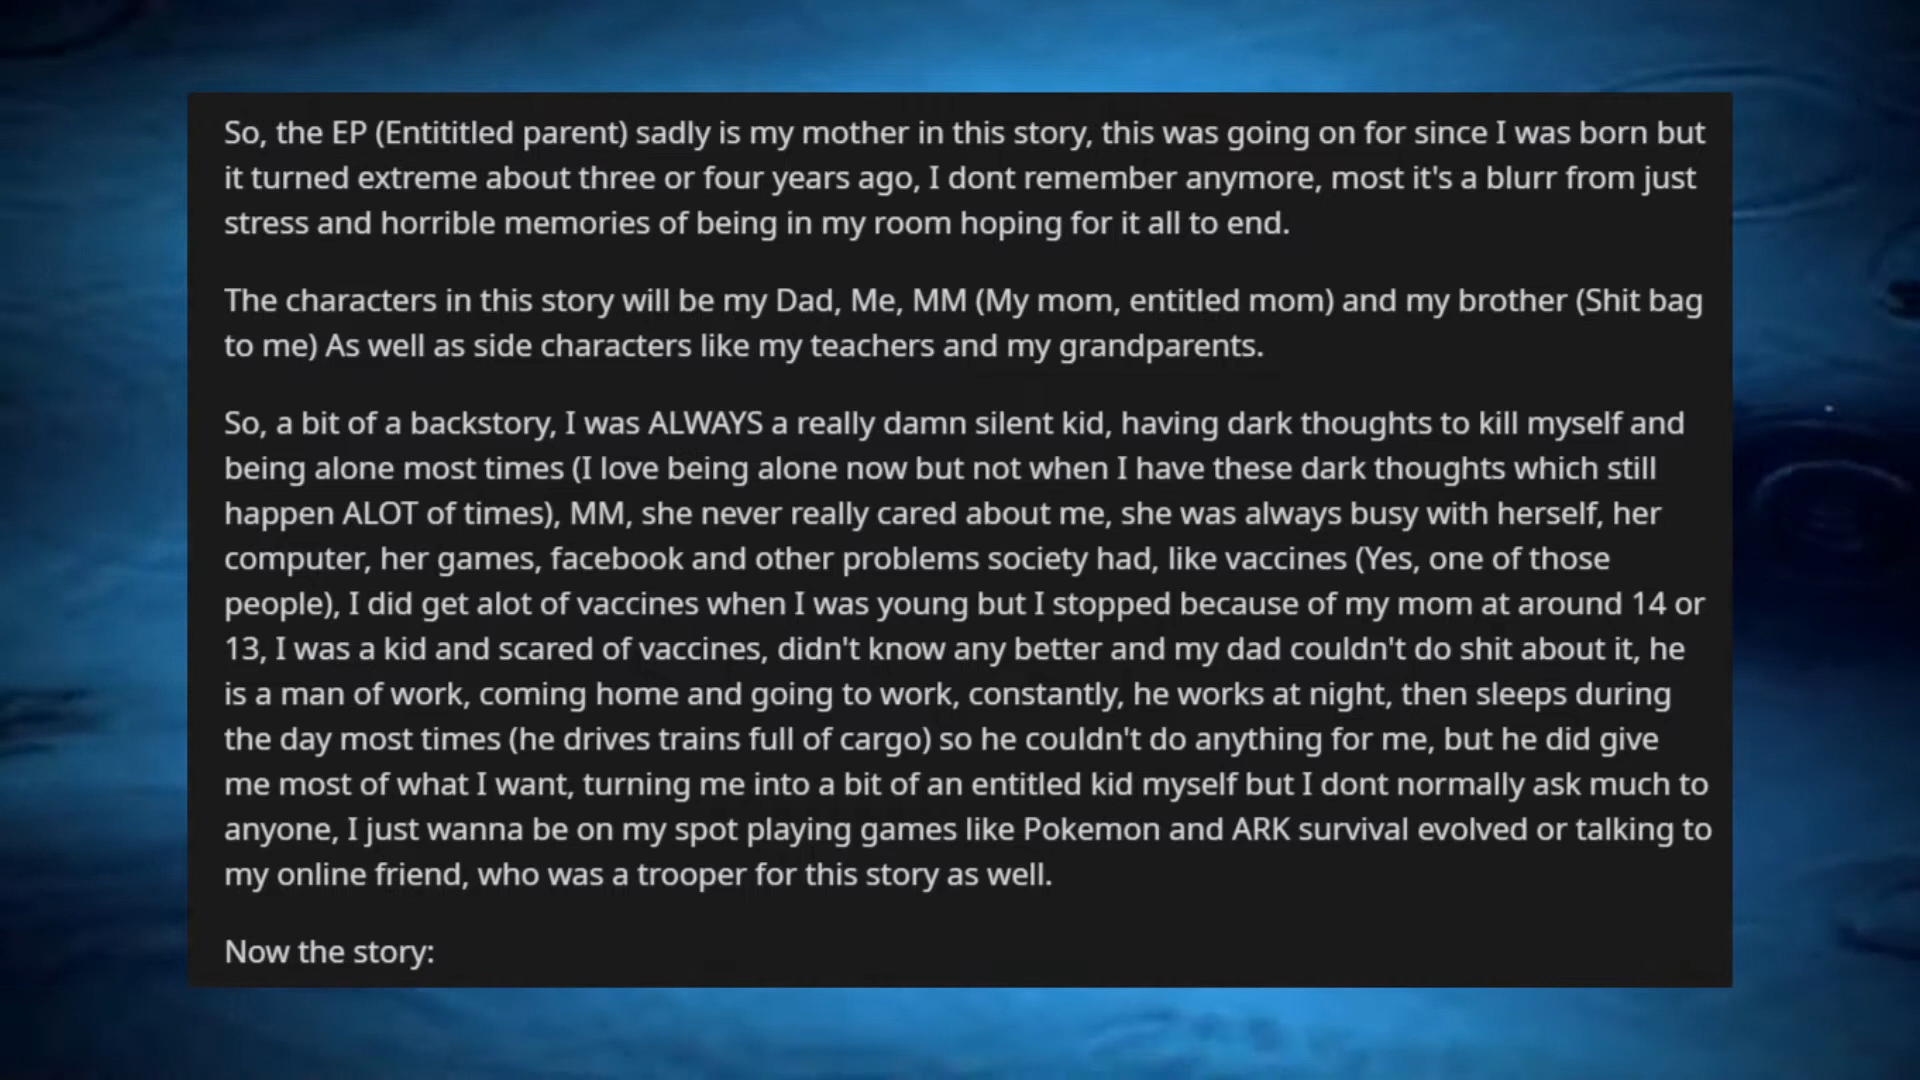 So, the EP (Entititled parent) sadly is my mother in this story, this was going on for since I was born but
it turned extreme about three or four years ago, I dont remember anymore, most it's a blurr from just
stress and horrible memories of being in my room hoping for it all to end.
The characters in this story will be my Dad, Me, MM (My mom, entitled mom) and my brother (Shit bag
to me) As well as side characters like my teachers and my grandparents.
So, a bit of a backstory, I was ALWAYS a really damn silent kid, having dark thoughts to kill myself and
being alone most times (I love being alone now but not when I have these dark thoughts which still
happen ALOT of times), MM, she never really cared about me, she was always busy with herself, her
computer, her games, facebook and other problems society had, like vaccines (Yes, one of those
people), I did get alot of vaccines when I was young but I stopped because of my mom at around 14 or
13, I was a kid and scared of vaccines, didn't know any better and my dad couldn't do shit about it, he
is a man of work, coming home and going to work, constantly, he works at night, then sleeps during
the day most times (he drives trains full of cargo) so he couldn't do anything for me, but he did give
me most of what I want, turning me into a bit of an entitled kid myself but I dont normally ask much to
anyone, I just wanna be on my spot playing games like Pokemon and ARK survival evolved or talking to
my online friend, who was a trooper for this story as well.
Now the story: